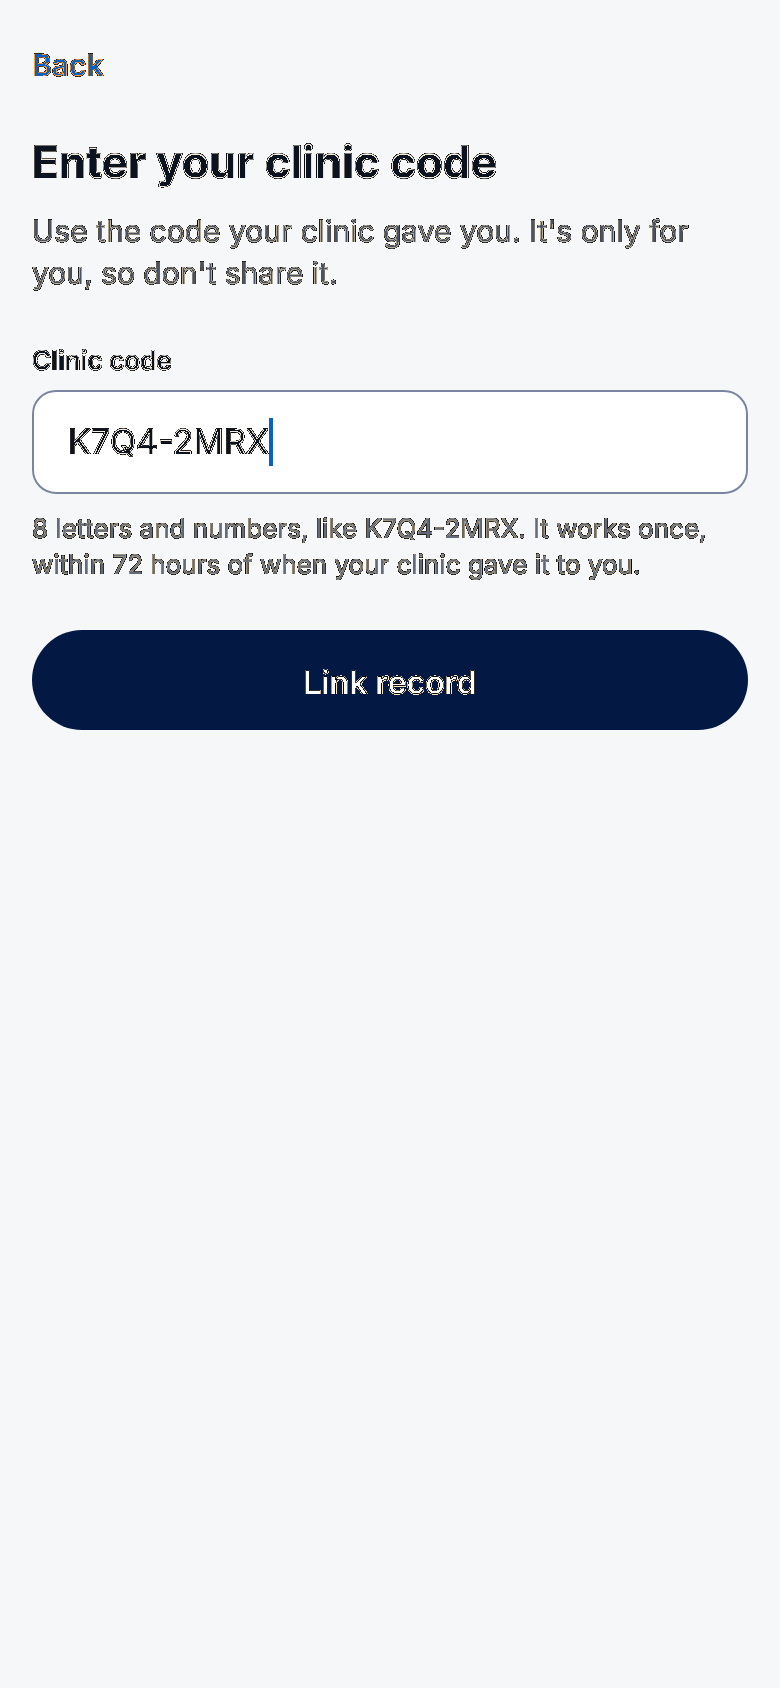 Back
Enter your clinic code
Use the code your clinic gave you. It's only for
you, so don't share it.
Clinic code
K7Q4-2MRX
8 letters and numbers, like K7Q4-2MRX. It works once,
within 72 hours of when your clinic gave it to you.
Link record